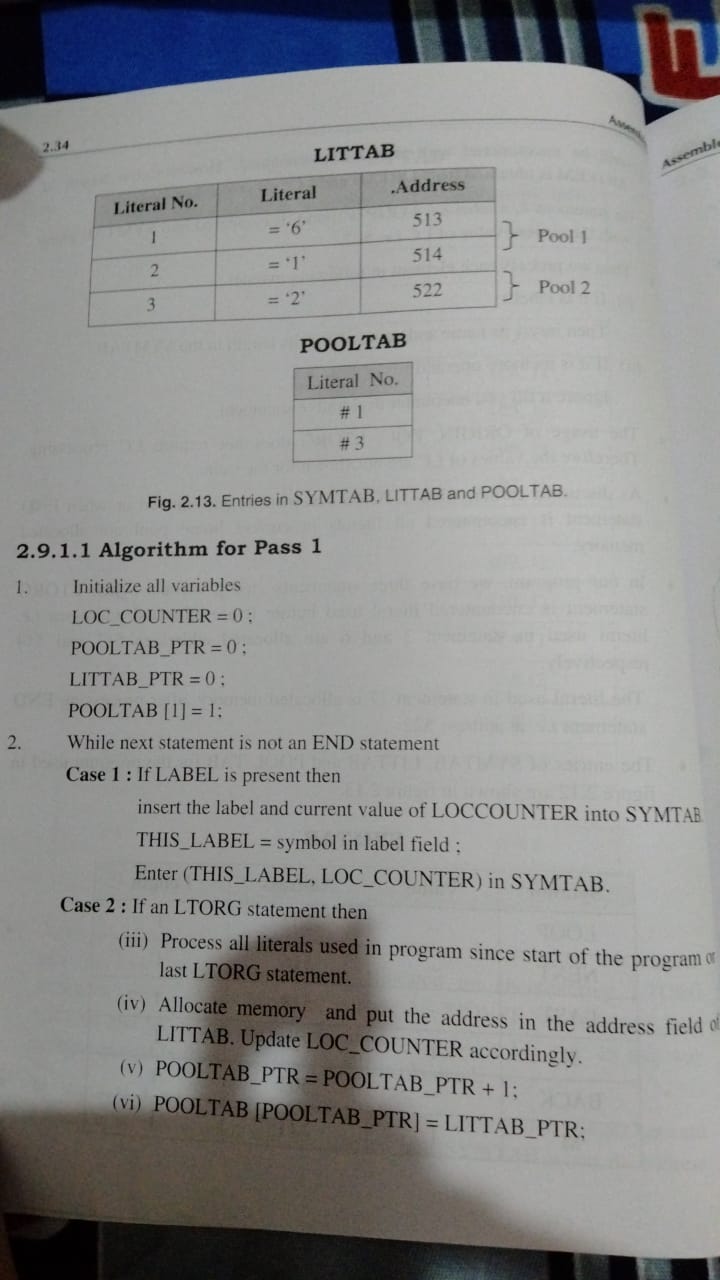 2.34
LITTAB
Literal No. Literal .Address
1 = '6' 513
2 = '1' 514
3 = '2' 522
} Pool 1
} Pool 2
POOLTAB
Literal No.
# 1
# 3
Fig. 2.13. Entries in SYMTAB, LITTAB and POOLTAB.
2.9.1.1 Algorithm for Pass 1
1. Initialize all variables
LOC_COUNTER = 0 ;
POOLTAB_PTR = 0 ;
LITTAB_PTR = 0 ;
POOLTAB [1] = 1;
2. While next statement is not an END statement
Case 1 : If LABEL is present then
insert the label and current value of LOCCOUNTER into SYMTAB
THIS_LABEL = symbol in label field ;
Enter (THIS_LABEL, LOC_COUNTER) in SYMTAB.
Case 2 : If an LTORG statement then
(iii) Process all literals used in program since start of the program or
last LTORG statement.
(iv) Allocate memory and put the address in the address field of
LITTAB. Update LOC_COUNTER accordingly.
(v) POOLTAB_PTR = POOLTAB_PTR + 1;
(vi) POOLTAB [POOLTAB_PTR] = LITTAB_PTR;